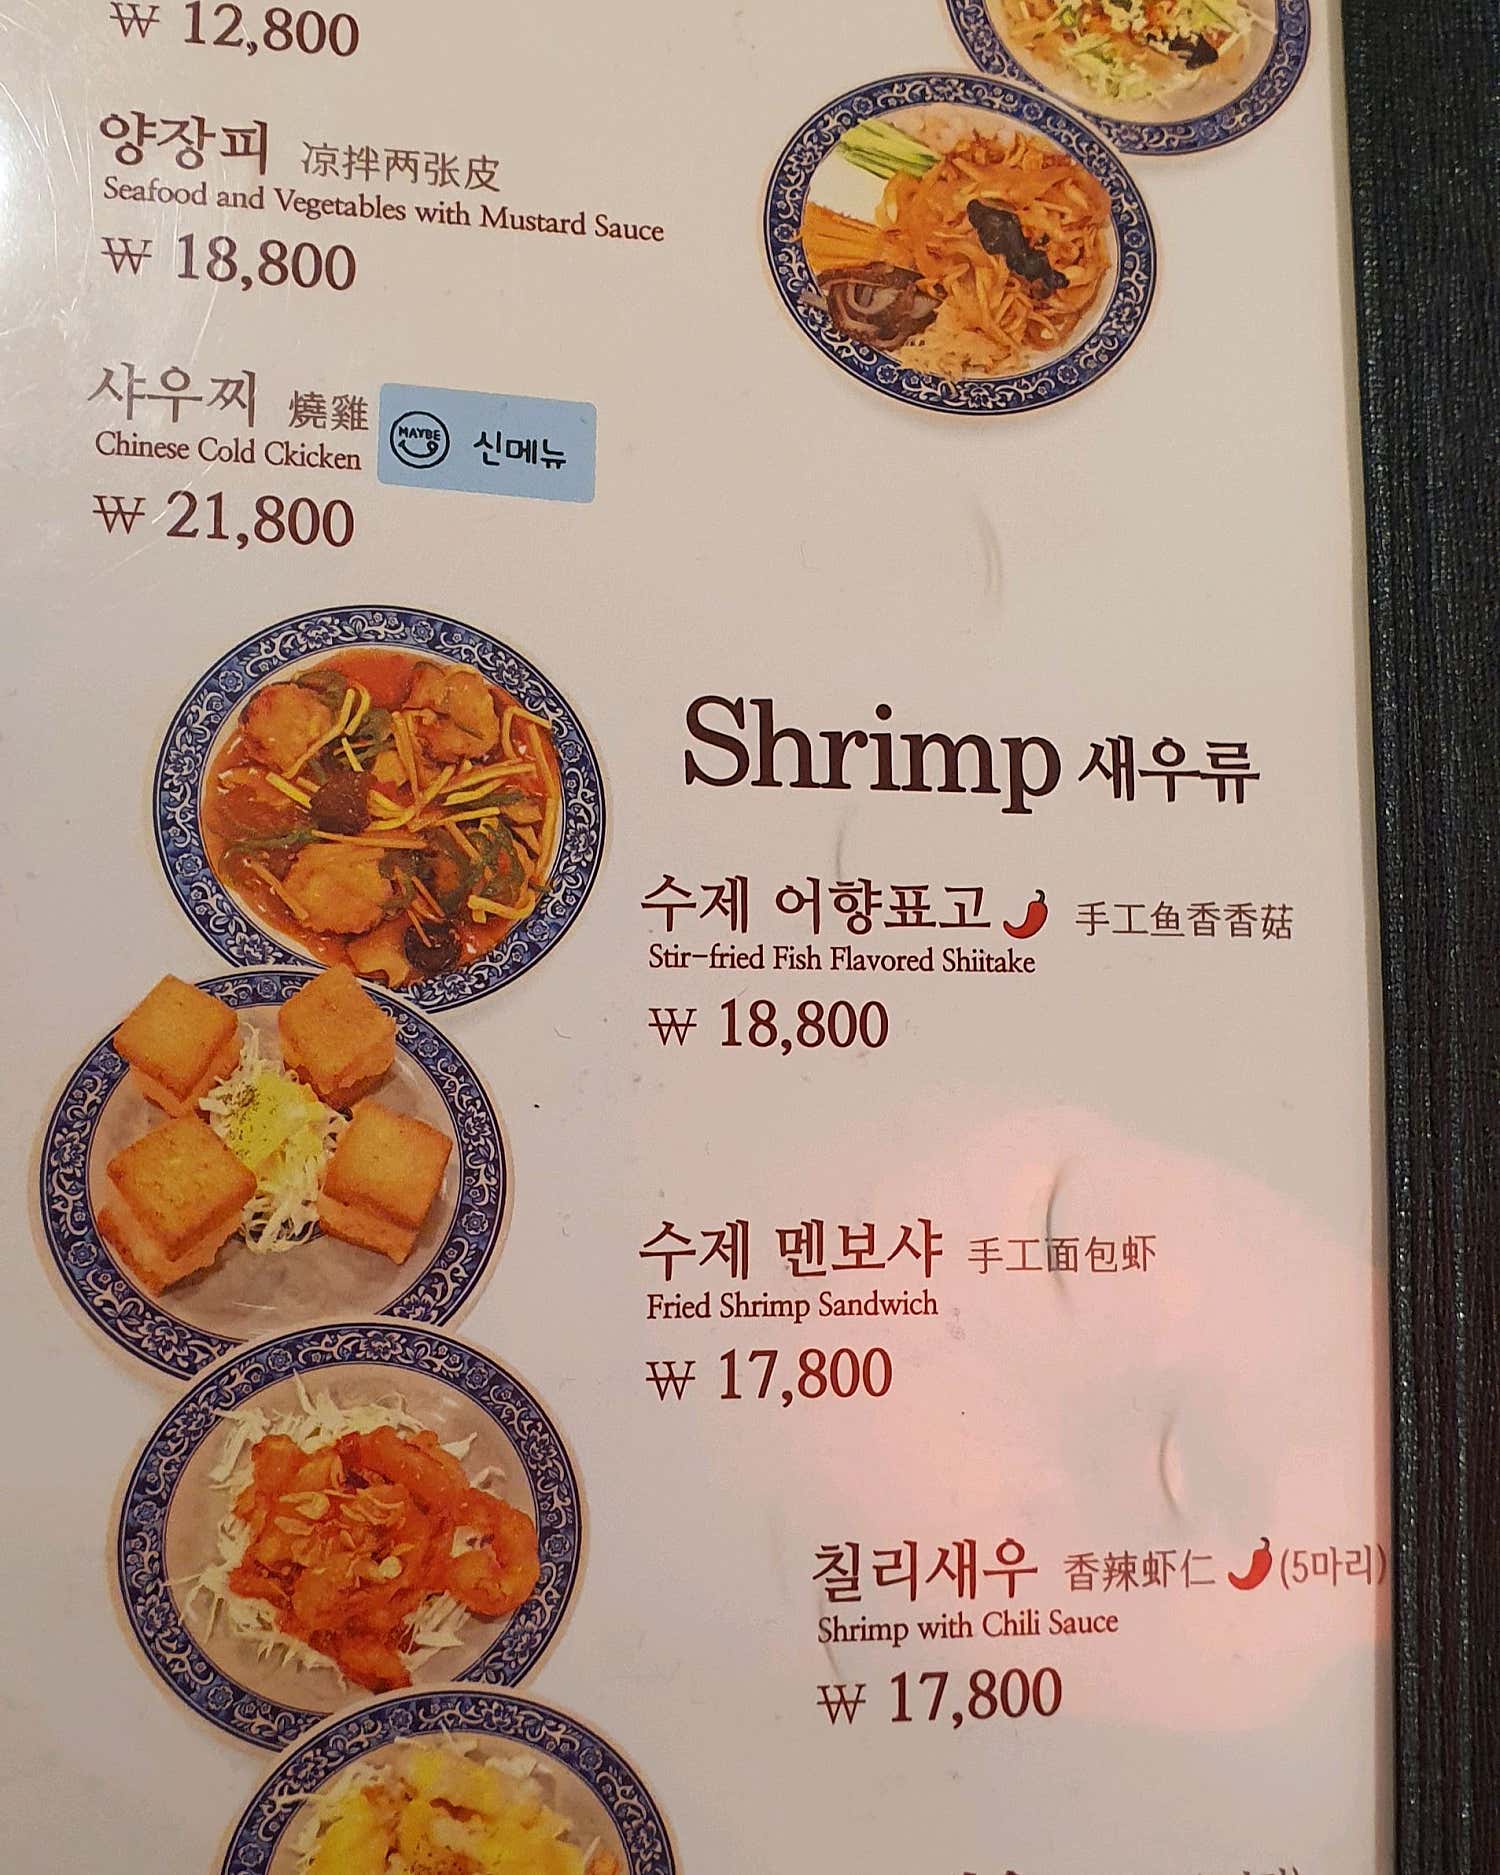 ₩ 12,800
양장피 凉拌两张皮
Seafood and Vegetables with Mustard Sauce
₩ 18,800
샤우찌 燒雞
Chinese Cold Ckicken
MAYBE 신메뉴
₩ 21,800
Shrimp 새우류
수제 어향표고 手工鱼香香菇
Stir-fried Fish Flavored Shiitake
₩ 18,800
수제 멘보샤 手工面包虾
Fried Shrimp Sandwich
₩ 17,800
칠리새우 香辣虾仁 (5마리)
Shrimp with Chili Sauce
₩ 17,800